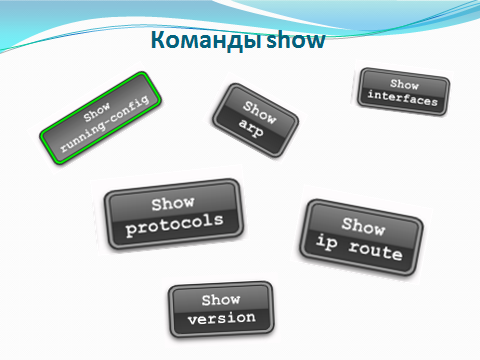 Команды show
Show
running-config
Show
arp
Show
interfaces
Show
protocols
Show
ip route
Show
version